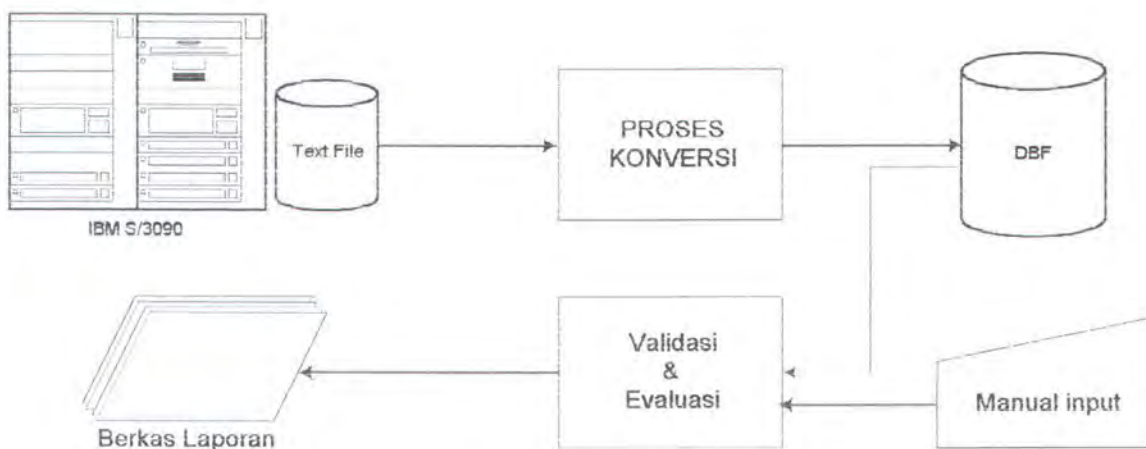 Text File
PROSES
KONVERSI
DBF
IBM S/3090
Validasi
&
Evaluasi
Manual input
Berkas Laporan